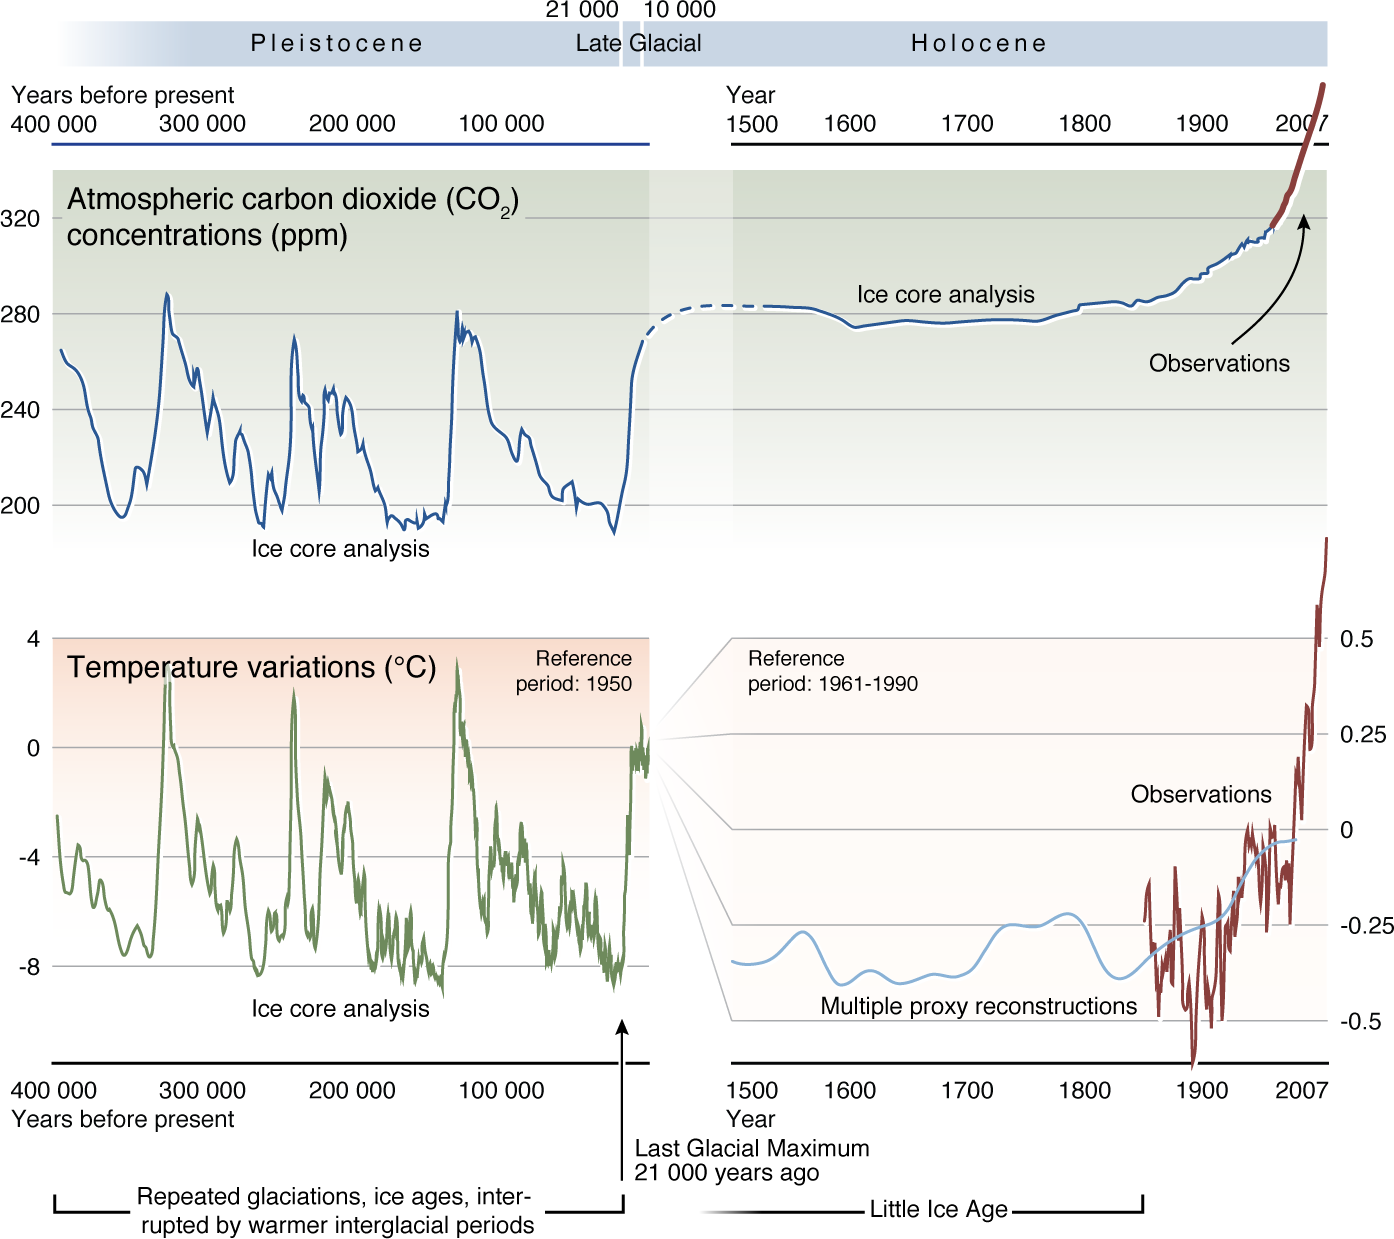 21 000 10 000
Pleistocene Late Glacial Holocene
Years before present
400 000 300 000 200 000 100 000
Year
1500 1600 1700 1800 1900 2007
Atmospheric carbon dioxide (CO2)
concentrations (ppm)
320
280
240
200
Ice core analysis
Ice core analysis
Observations
4
0
-4
-8
Temperature variations (°C)
Reference
period: 1950
Ice core analysis
Reference
period: 1961-1990
Observations
Multiple proxy reconstructions
0.5
0.25
0
-0.25
-0.5
400 000 300 000 200 000 100 000
Years before present
1500 1600 1700 1800 1900 2007
Year
Last Glacial Maximum
21 000 years ago
Repeated glaciations, ice ages, inter-
rupted by warmer interglacial periods
Little Ice Age